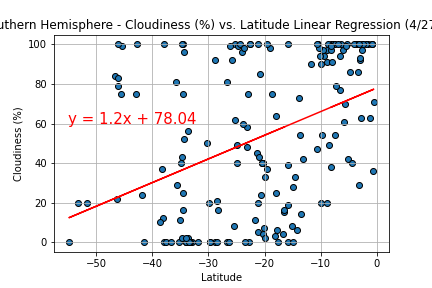 uthern Hemisphere - Cloudiness (%) vs. Latitude Linear Regression (4/27
100
80
60
40
20
0
Cloudiness (%)
y = 1.2x + 78.04
−50 −40 −30 −20 −10 0
Latitude